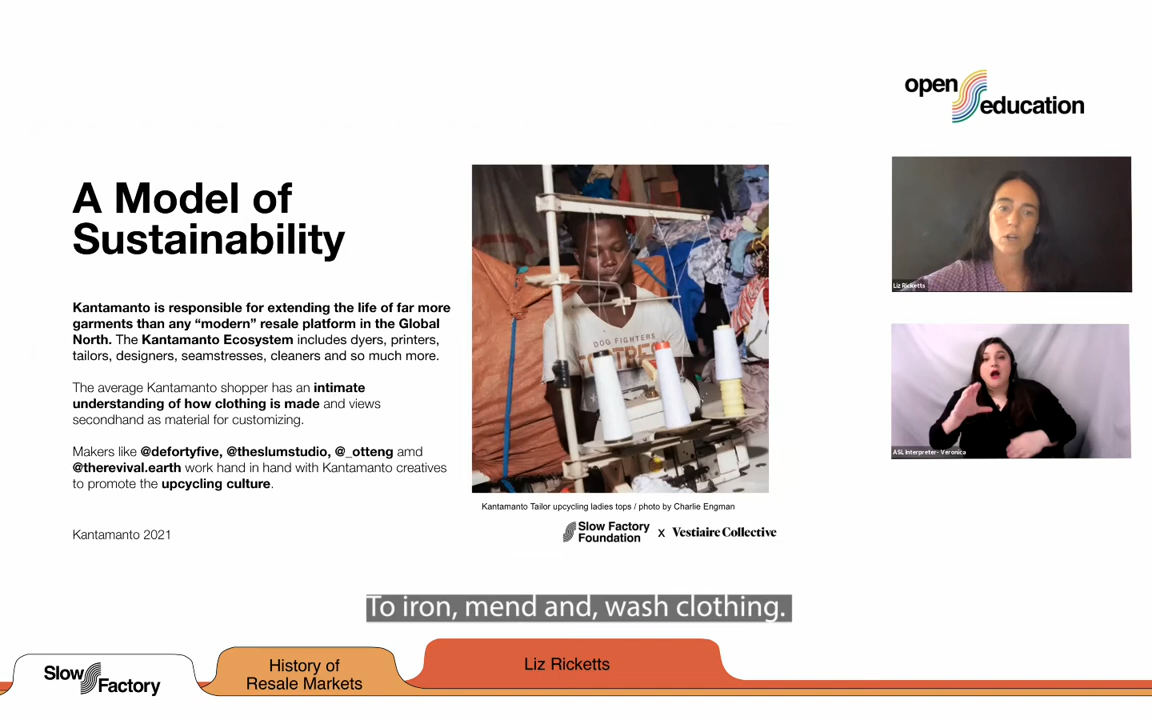 open
education
A Model of
Sustainability
Kantamanto is responsible for extending the life of far more
garments than any “modern” resale platform in the Global
North. The Kantamanto Ecosystem includes dyers, printers,
tailors, designers, seamstresses, cleaners and so much more.
The average Kantamanto shopper has an intimate
understanding of how clothing is made and views
secondhand as material for customizing.
Makers like @defortyfive, @theslumstudio, @_otteng amd
@therevival.earth work hand in hand with Kantamanto creatives
to promote the upcycling culture.
Kantamanto 2021
DOG FIGHTERS
Kantamanto Tailor upcycling ladies tops / photo by Charlie Engman
Slow Factory
Foundation x Vestiaire Collective
Liz Ricketts
ASL Interpreter- Veronica
To iron, mend and, wash clothing.
Slow
Factory
History of
Resale Markets
Liz Ricketts